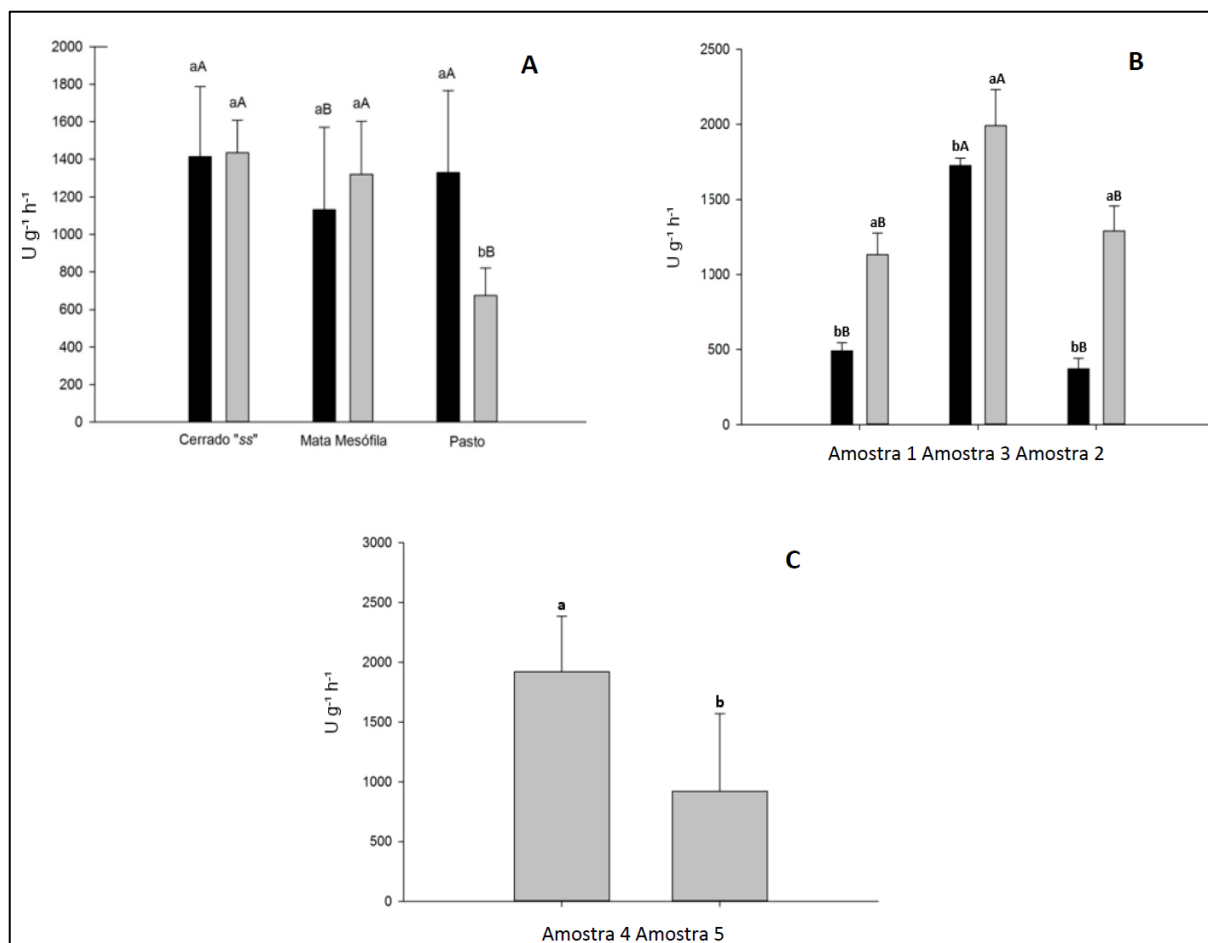 A
2000
1800
1600
1400
1200
1000
800
600
400
200
0
U g⁻¹ h⁻¹
aA
aA
aB
aA
aA
bB
Cerrado "ss"
Mata Mesófila
Pasto
B
2500
2000
1500
1000
500
0
U g⁻¹ h⁻¹
bB
aB
bA
aA
bB
aB
Amostra 1 Amostra 3 Amostra 2
C
3000
2500
2000
1500
1000
500
0
U g⁻¹ h⁻¹
a
b
Amostra 4 Amostra 5